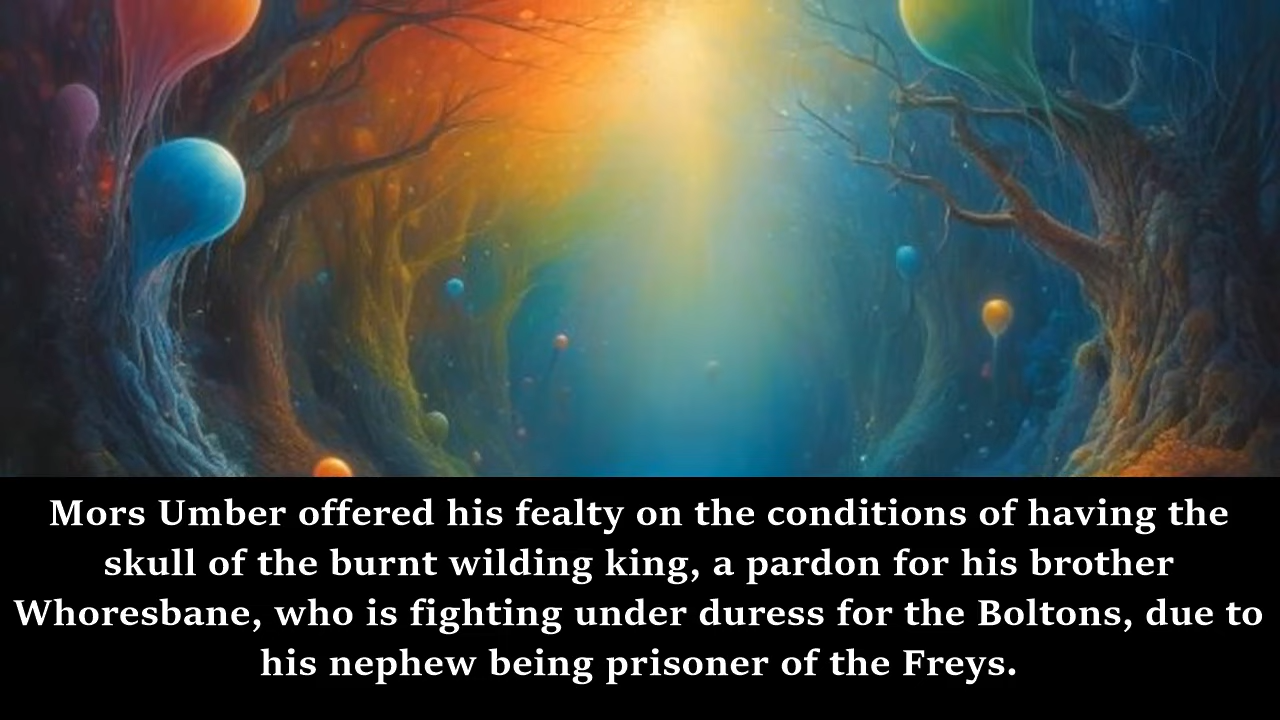 Mors Umber offered his fealty on the conditions of having the
skull of the burnt wilding king, a pardon for his brother
Whoresbane, who is fighting under duress for the Boltons, due to
his nephew being prisoner of the Freys.